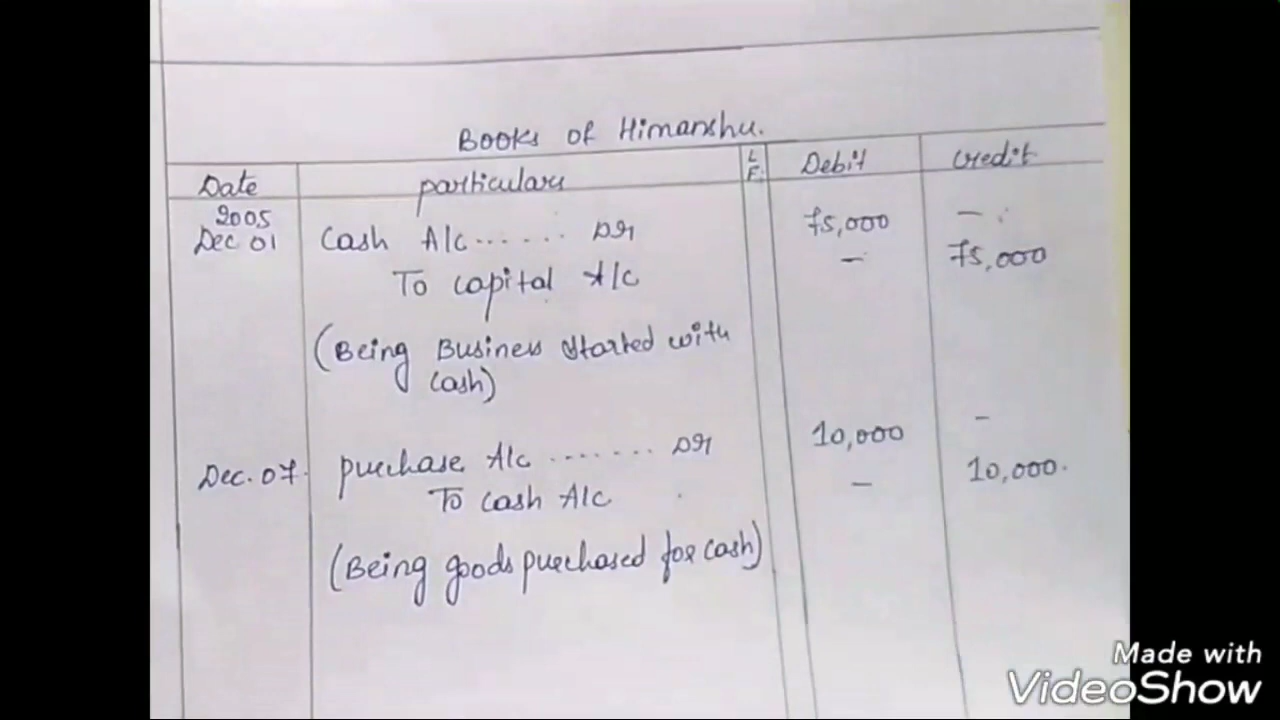 Books of Himanshu.
Date particulars L F. Debit Credit
2005
Dec 01 Cash A/c ...... Dr 75,000 -
To capital A/c - 75,000
(Being Business started with
cash)
Dec. 07. purchase A/c ....... Dr 10,000 -
To cash A/c - 10,000.
(Being goods purchased for cash)
Made with
VideoShow